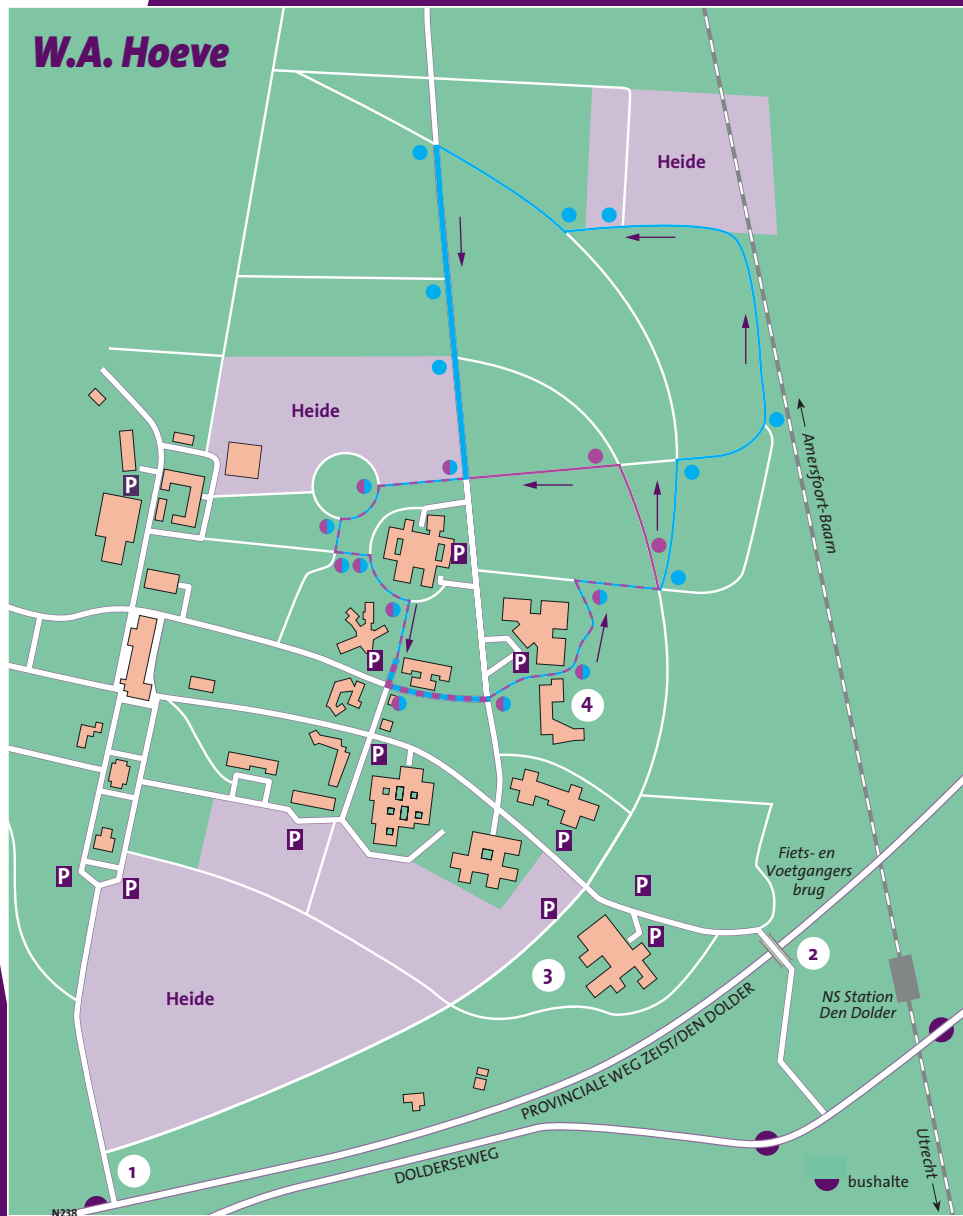 W.A. Hoeve
Heide
Heide
Amersfoort-Baarn
P
P
P
P
4
P
P
P
P
P
P
P
P
Fiets- en
Voetgangers
brug
2
3
Heide
NS Station
Den Dolder
PROVINCIALE WEG ZEIST/DEN DOLDER
DOLDERSEWEG
1
Utrecht
bushalte
N238